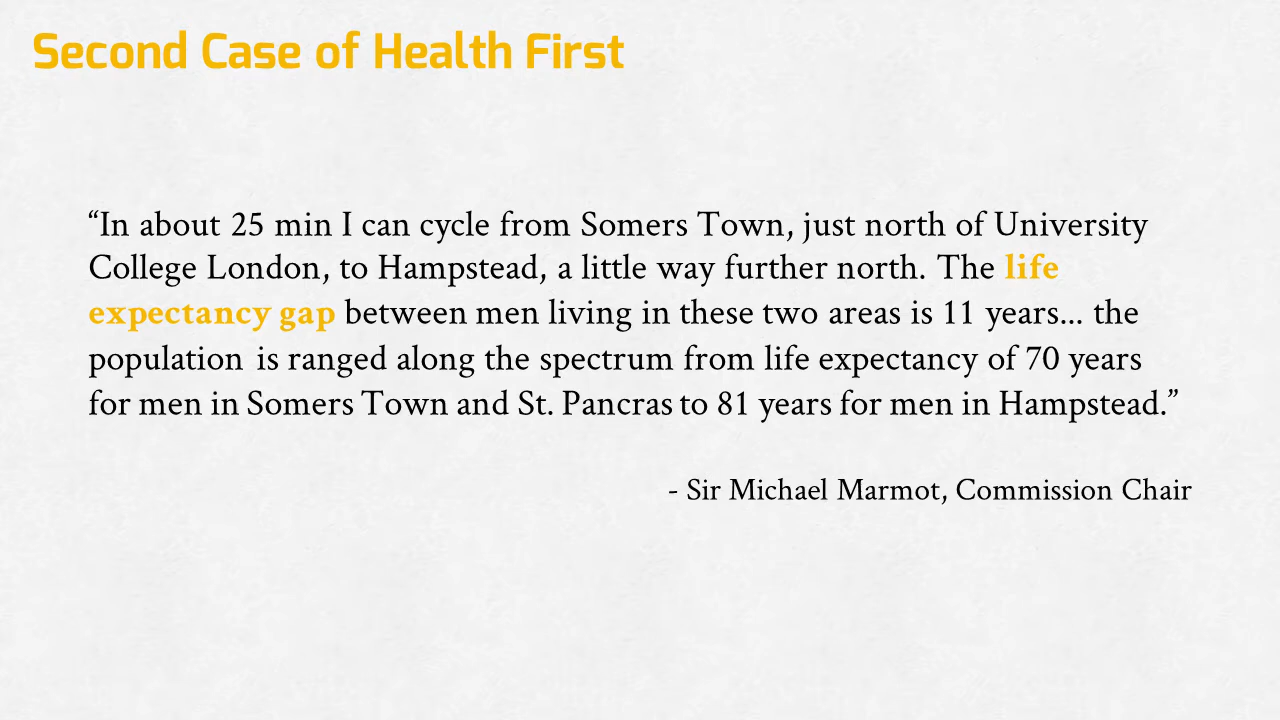 Second Case of Health First
“In about 25 min I can cycle from Somers Town, just north of University
College London, to Hampstead, a little way further north. The life
expectancy gap between men living in these two areas is 11 years... the
population is ranged along the spectrum from life expectancy of 70 years
for men in Somers Town and St. Pancras to 81 years for men in Hampstead.”
- Sir Michael Marmot, Commission Chair